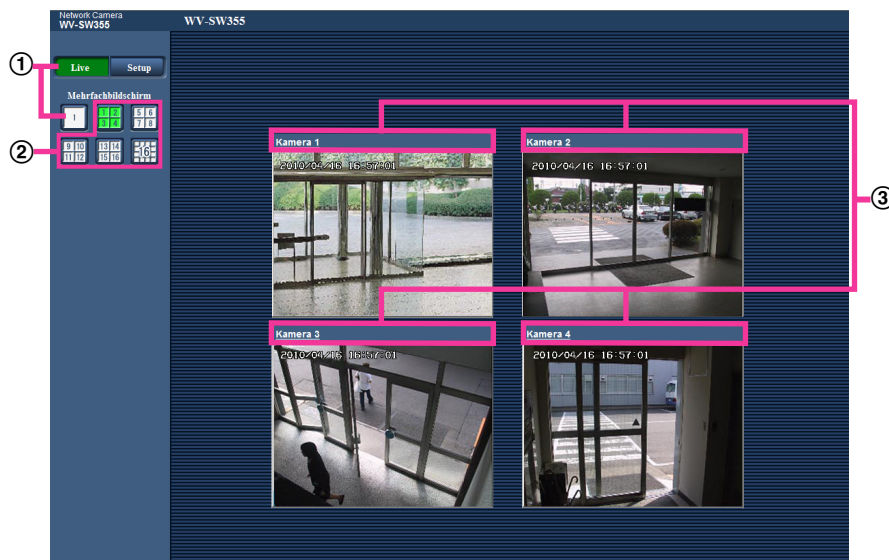 Network Camera
WV-SW355
WV-SW355
①
Live Setup
Mehrfachbildschirm
1
1 2
3 4
5 6
7 8
②
9 10
11 12
13 14
15 16
16
③
Kamera 1
2010/04/16 16:57:01
Kamera 2
2010/04/16 16:57:01
Kamera 3
2010/04/16 16:57:01
Kamera 4
2010/04/16 16:57:01